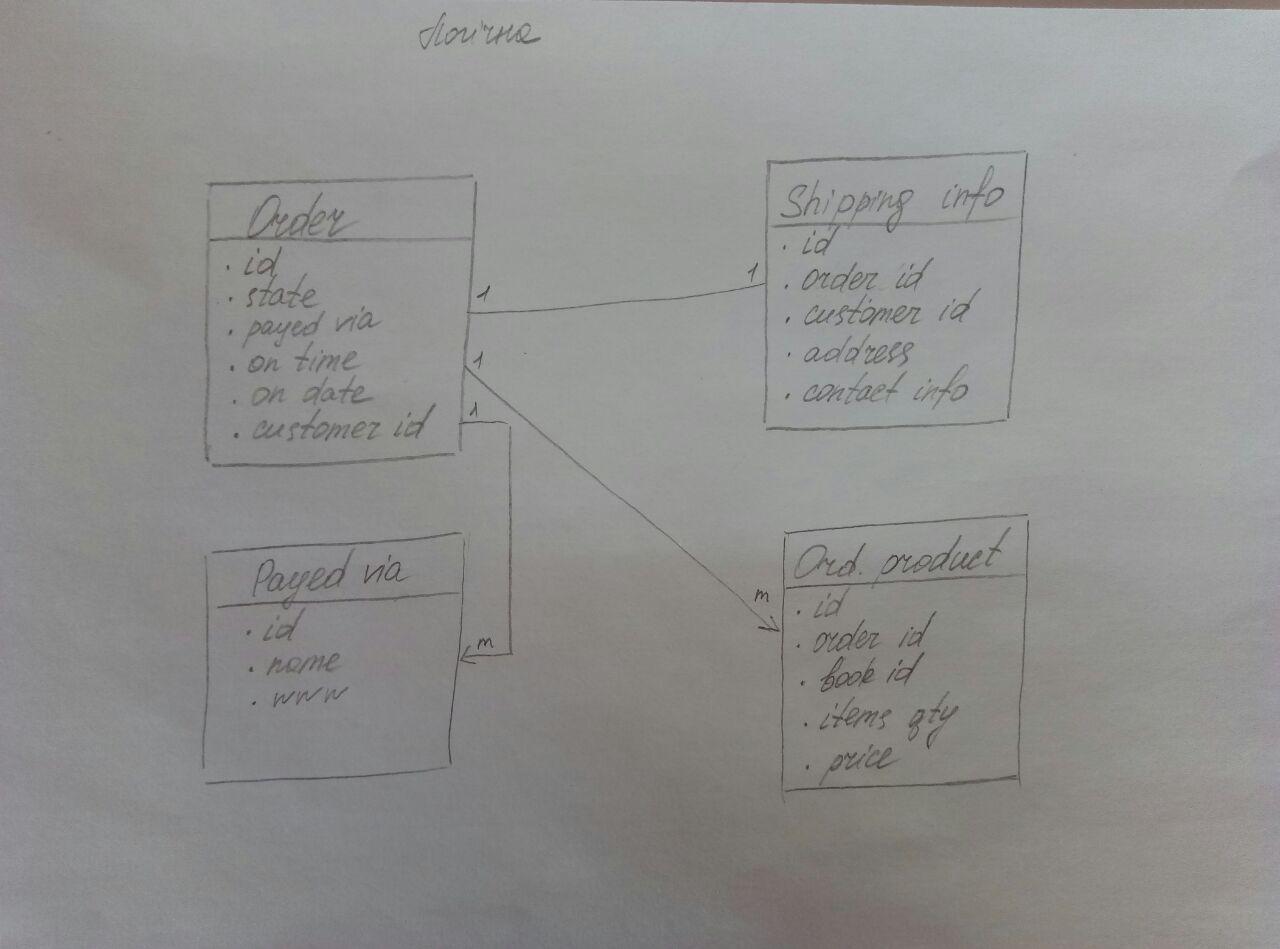 Логічна
Order
. id
. state
. payed via
. on time
. on date
. customer id
1
1
1
Shipping info
. id
. order id
. customer id
. address
. contact info
1
Payed via
. id
. name
m
Ord. product
. id
. order id
. book id
. items qty
. price
m